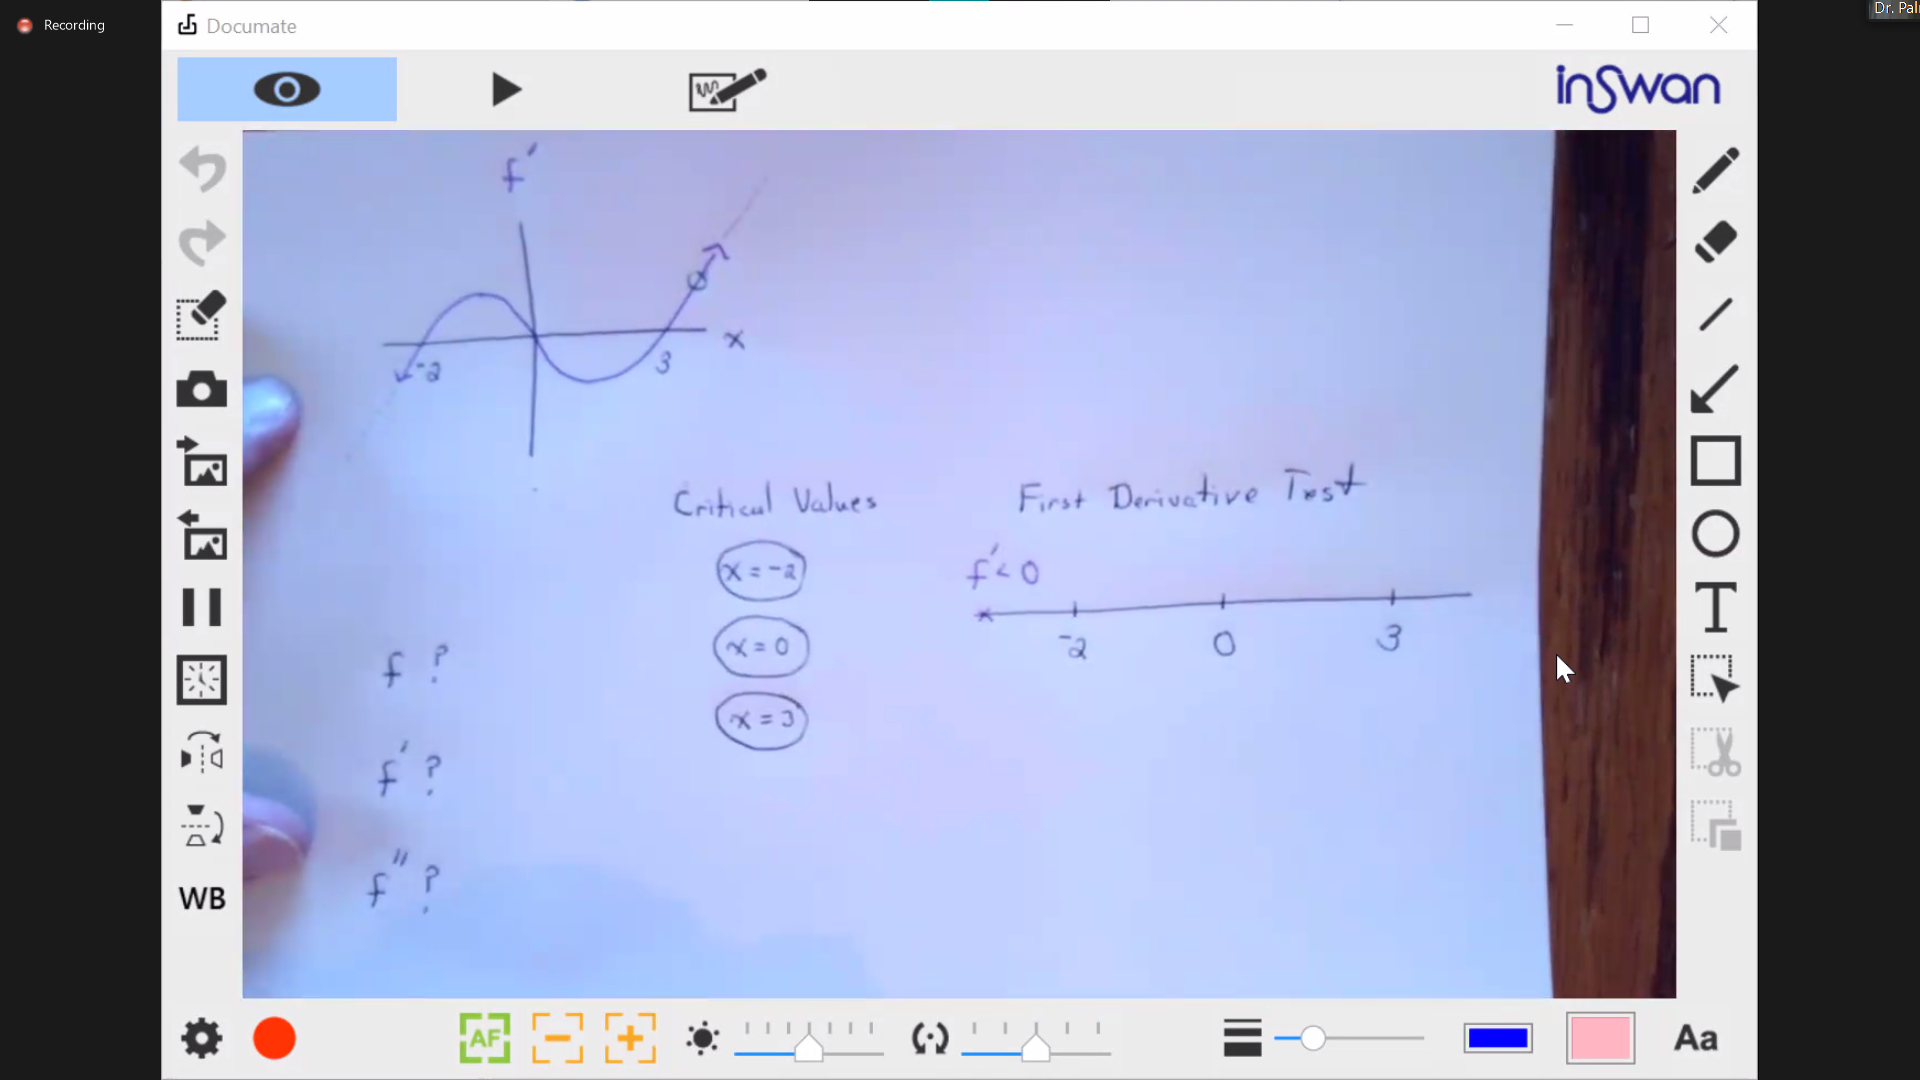 Recording
Documate
Dr. Pal
inSwan
f'
x
-2
3
Critical Values
First Derivative Test
x = -2
f' < 0
-2
0
3
x = 0
f ?
x = 3
f' ?
f" ?
WB
T
AF
Aa